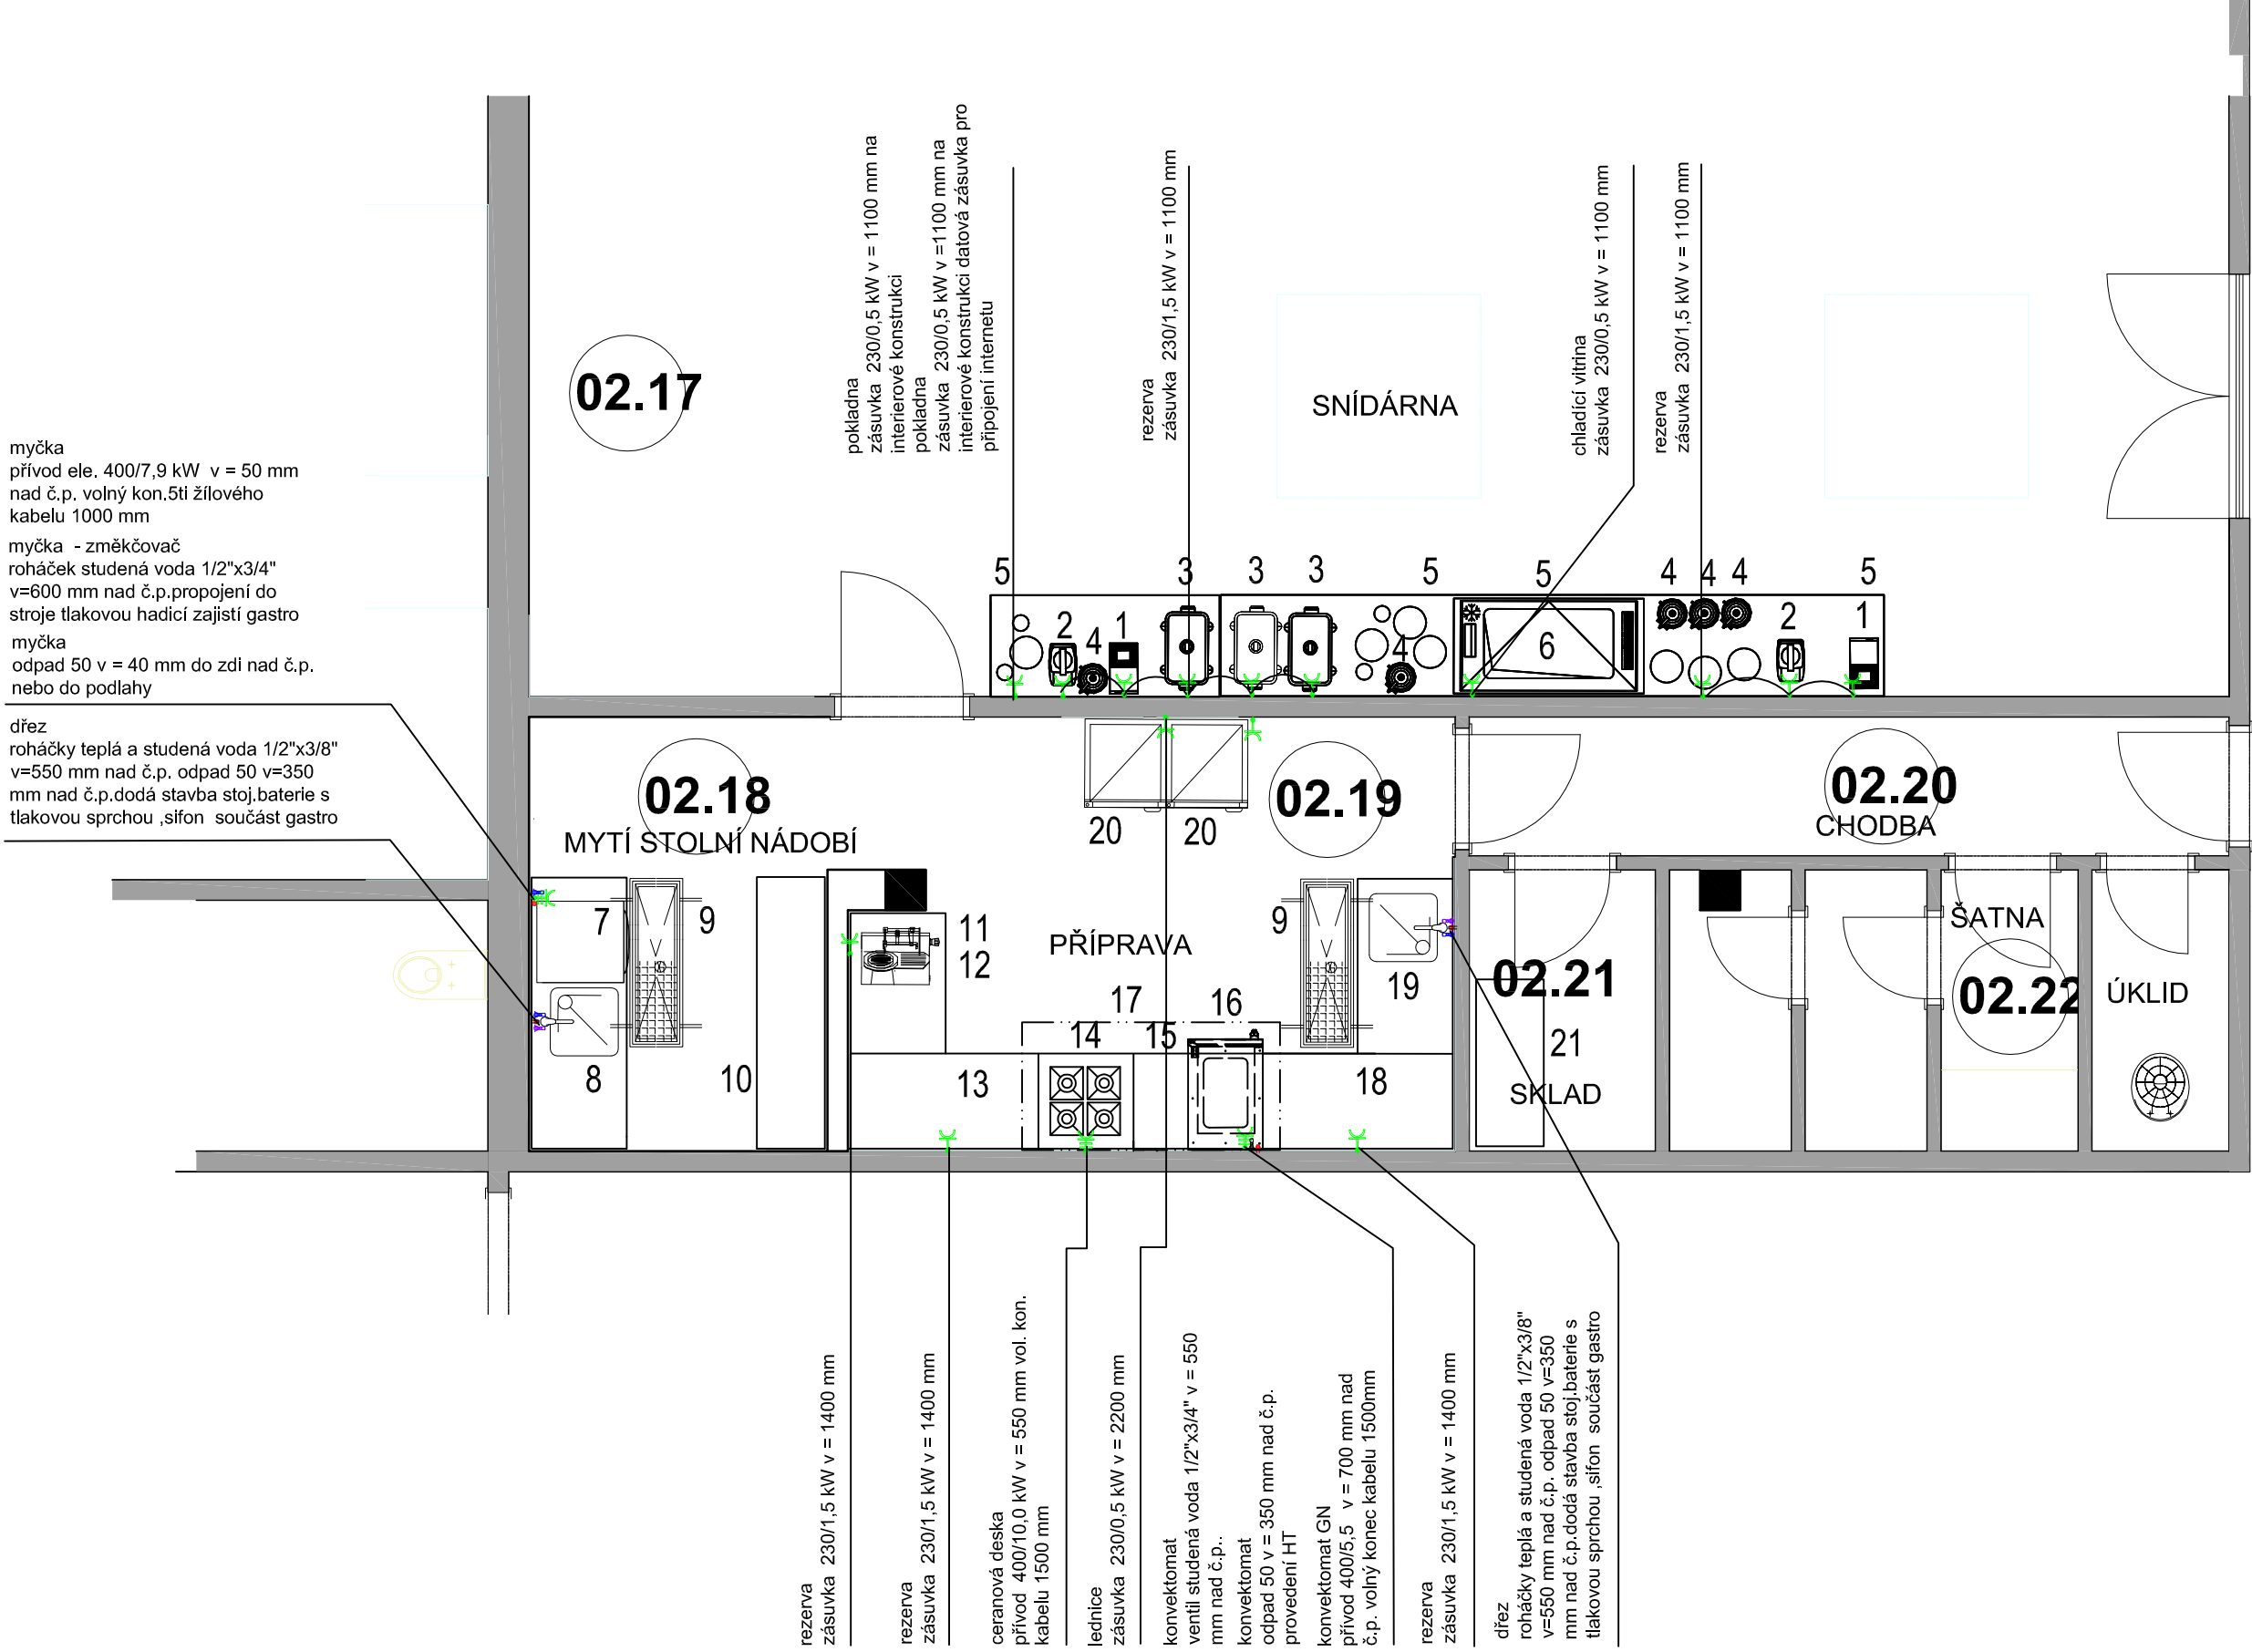 pokladna
zásuvka 230/0,5 kW v = 1100 mm na
interierové konstrukci
pokladna
zásuvka 230/0,5 kW v =1100 mm na
interierové konstrukci datová zásuvka pro
připojení internetu
rezerva
zásuvka 230/1,5 kW v = 1100 mm
chladící vitrina
zásuvka 230/0,5 kW v = 1100 mm
rezerva
zásuvka 230/1,5 kW v = 1100 mm
02.17
SNÍDÁRNA
myčka
přívod ele. 400/7,9 kW v = 50 mm
nad č.p. volný kon.5ti žílového
kabelu 1000 mm
myčka - změkčovač
roháček studená voda 1/2"x3/4"
v=600 mm nad č.p.propojení do
stroje tlakovou hadicí zajistí gastro
myčka
odpad 50 v = 40 mm do zdi nad č.p.
nebo do podlahy
dřez
roháčky teplá a studená voda 1/2"x3/8"
v=550 mm nad č.p. odpad 50 v=350
mm nad č.p.dodá stavba stoj.baterie s
tlakovou sprchou ,sifon součást gastro
5 3 3 3 5 5 4 4 4 5
2 4 1 4 6 2 1
02.18
MYTÍ STOLNÍ NÁDOBÍ
20 20
02.19
02.20
CHODBA
7 9
11
12
PŘÍPRAVA
9
19
02.21
ŠATNA
02.22
ÚKLID
17 16
14 15
21
8 10 13 18
SKLAD
rezerva
zásuvka 230/1,5 kW v = 1400 mm
rezerva
zásuvka 230/1,5 kW v = 1400 mm
ceranová deska
přívod 400/10,0 kW v = 550 mm vol. kon.
kabelu 1500 mm
lednice
zásuvka 230/0,5 kW v = 2200 mm
konvektomat
ventil studená voda 1/2"x3/4" v = 550
mm nad č.p..
konvektomat
odpad 50 v = 350 mm nad č.p.
provedení HT
konvektomat GN
přívod 400/5,5 v = 700 mm nad
č.p. volný konec kabelu 1500mm
rezerva
zásuvka 230/1,5 kW v = 1400 mm
dřez
roháčky teplá a studená voda 1/2"x3/8"
v=550 mm nad č.p. odpad 50 v=350
mm nad č.p.dodá stavba stoj.baterie s
tlakovou sprchou ,sifon součást gastro